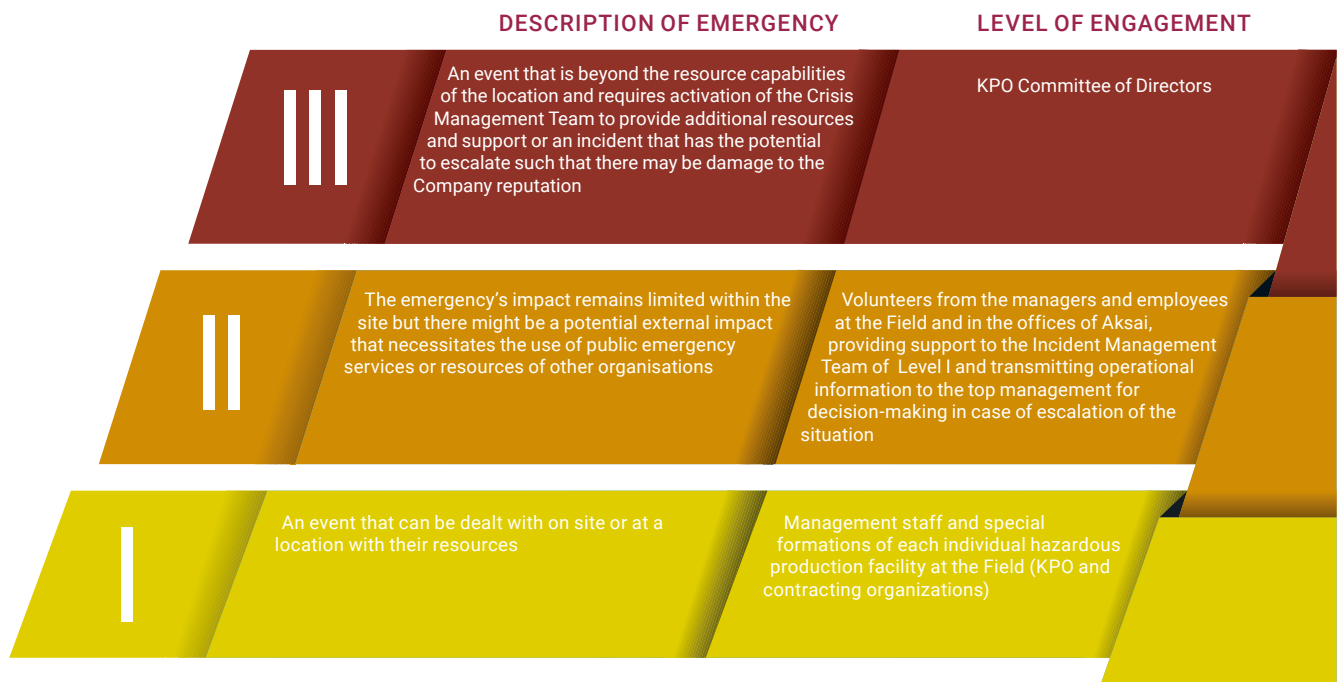 DESCRIPTION OF EMERGENCY
LEVEL OF ENGAGEMENT
III
An event that is beyond the resource capabilities
of the location and requires activation of the Crisis
Management Team to provide additional resources
and support or an incident that has the potential
to escalate such that there may be damage to the
Company reputation
KPO Committee of Directors
II
The emergency’s impact remains limited within the
site but there might be a potential external impact
that necessitates the use of public emergency
services or resources of other organisations
Volunteers from the managers and employees
at the Field and in the offices of Aksai,
providing support to the Incident Management
Team of Level I and transmitting operational
information to the top management for
decision-making in case of escalation of the
situation
I
An event that can be dealt with on site or at a
location with their resources
Management staff and special
formations of each individual hazardous
production facility at the Field (KPO and
contracting organizations)